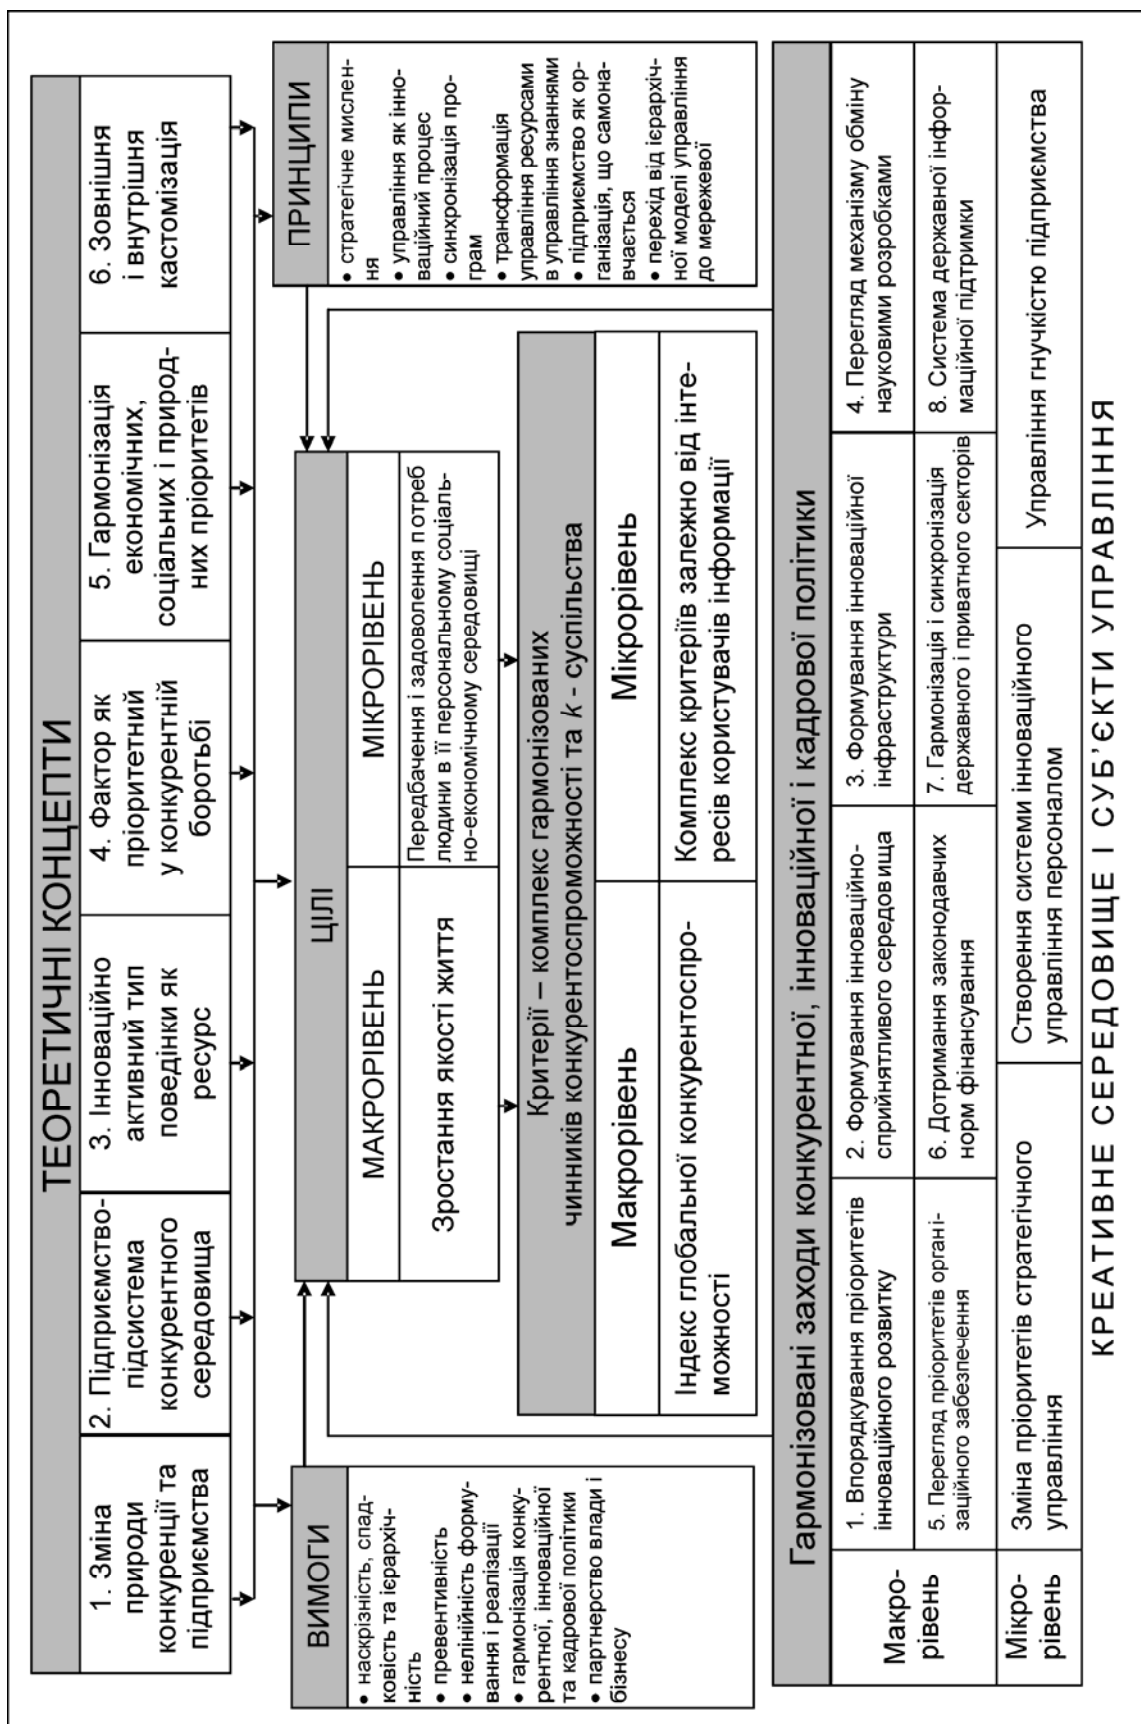 ТЕОРЕТИЧНІ КОНЦЕПТИ
1. Зміна
природи
конкуренції та
підприємства
2. Підприємство-
підсистема
конкурентного
середовища
3. Інноваційно
активний тип
поведінки як
ресурс
4. Фактор як
пріоритетний
у конкурентній
боротьбі
5. Гармонізація
економічних,
соціальних і природ-
них пріоритетів
6. Зовнішня
і внутрішня
кастомізація
ВИМОГИ
• наскрізність, спад-
ковість та ієрархіч-
ність
• превентивність
• нелінійність форму-
вання і реалізації
• гармонізація конку-
рентної, інноваційної
та кадрової політики
• партнерство влади і
бізнесу
ЦІЛІ
МАКРОРІВЕНЬ
МІКРОРІВЕНЬ
Зростання якості життя
Передбачення і задоволення потреб
людини в її персональному соціаль-
но-економічному середовищі
ПРИНЦИПИ
• стратегічне мислен-
ня
• управління як інно-
ваційний процес
• синхронізація про-
грам
• трансформація
управління ресурсами
в управління знаннями
• підприємство як ор-
ганізація, що самона-
вчається
• перехід від ієрархіч-
ної моделі управління
до мережевої
Критерії – комплекс гармонізованих
чинників конкурентоспроможності та k - суспільства
Макрорівень
Мікрорівень
Індекс глобальної конкурентоспро-
можності
Комплекс критеріїв залежно від інте-
ресів користувачів інформації
Гармонізовані заходи конкурентної, інноваційної і кадрової політики
Макро-
рівень
1. Впорядкування пріоритетів
інноваційного розвитку
2. Формування інноваційно-
сприйнятливого середовища
3. Формування інноваційної
інфраструктури
4. Перегляд механізму обміну
науковими розробками
5. Перегляд пріоритетів органі-
заційного забезпечення
6. Дотримання законодавчих
норм фінансування
7. Гармонізація і синхронізація
державного і приватного секторів
8. Система державної інфор-
маційної підтримки
Мікро-
рівень
Зміна пріоритетів стратегічного
управління
Створення системи інноваційного
управління персоналом
Управління гнучкістю підприємства
КРЕАТИВНЕ СЕРЕДОВИЩЕ І СУБ'ЄКТИ УПРАВЛІННЯ